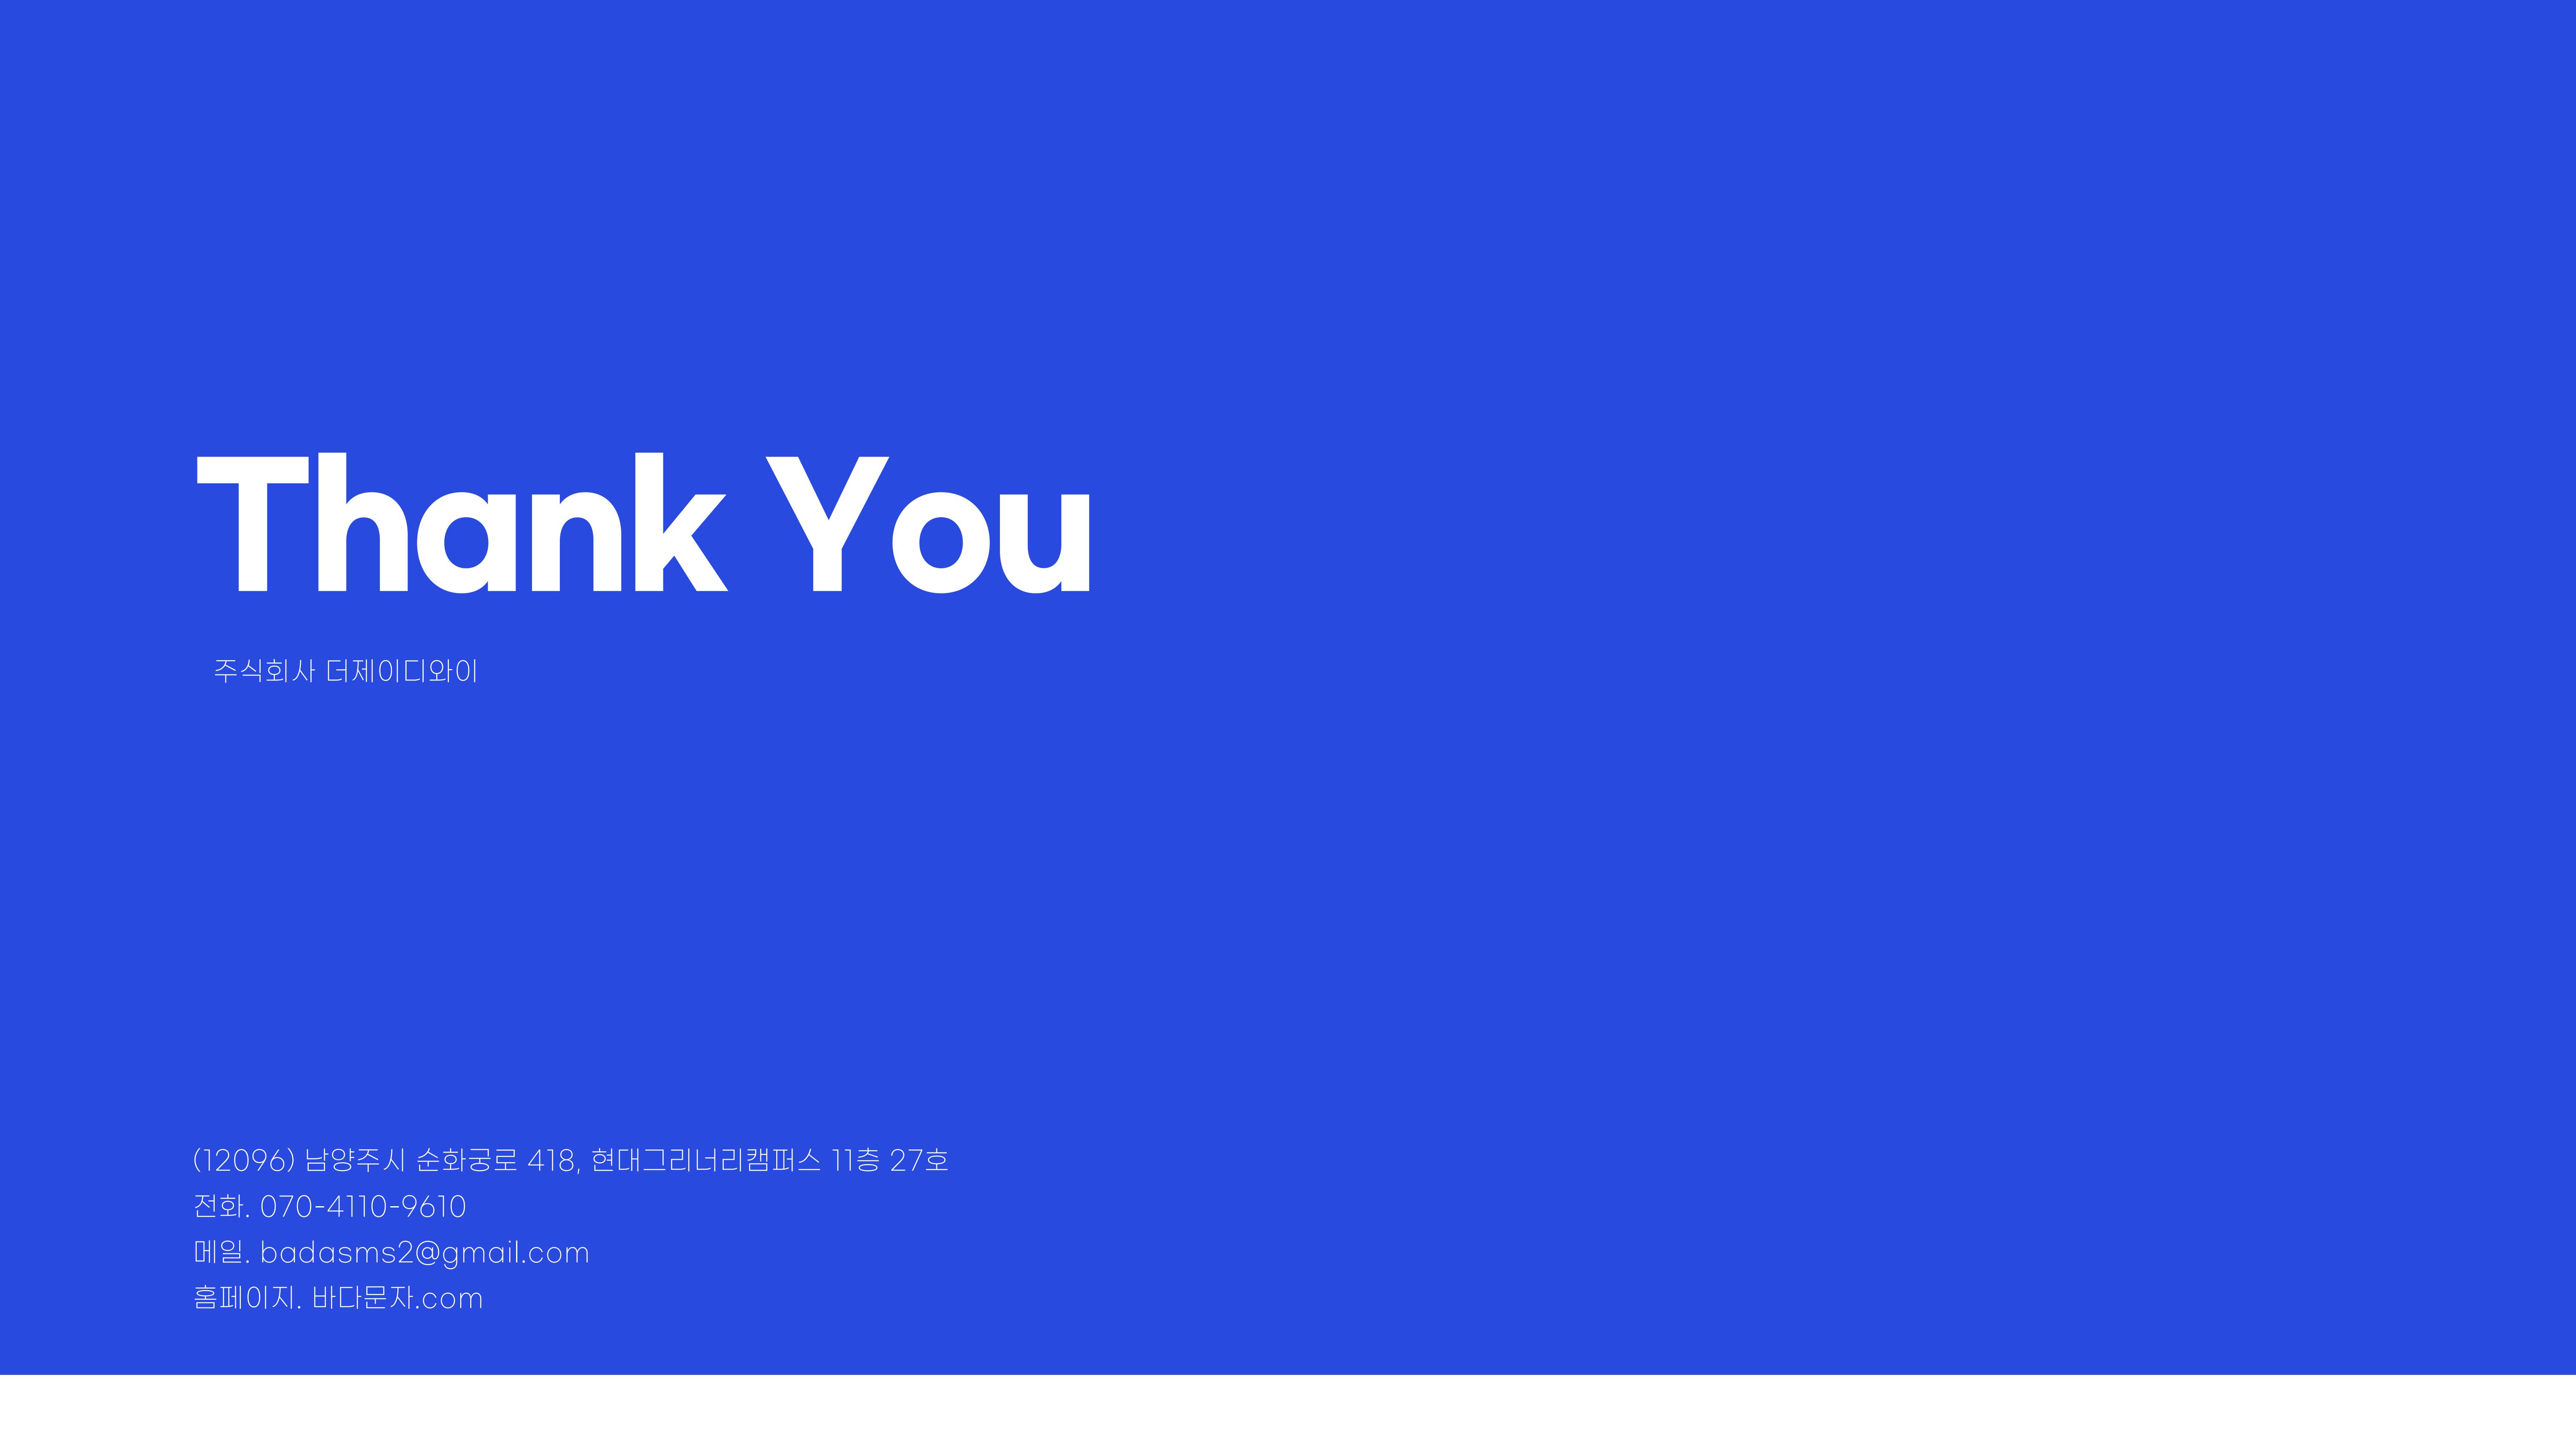 Thank You
주식회사 더제이디와이
(12096) 남양주시 순화궁로 418, 현대그리너리캠퍼스 11층 27호
전화. 070-4110-9610
메일. badasms2@gmail.com
홈페이지. 바다문자.com